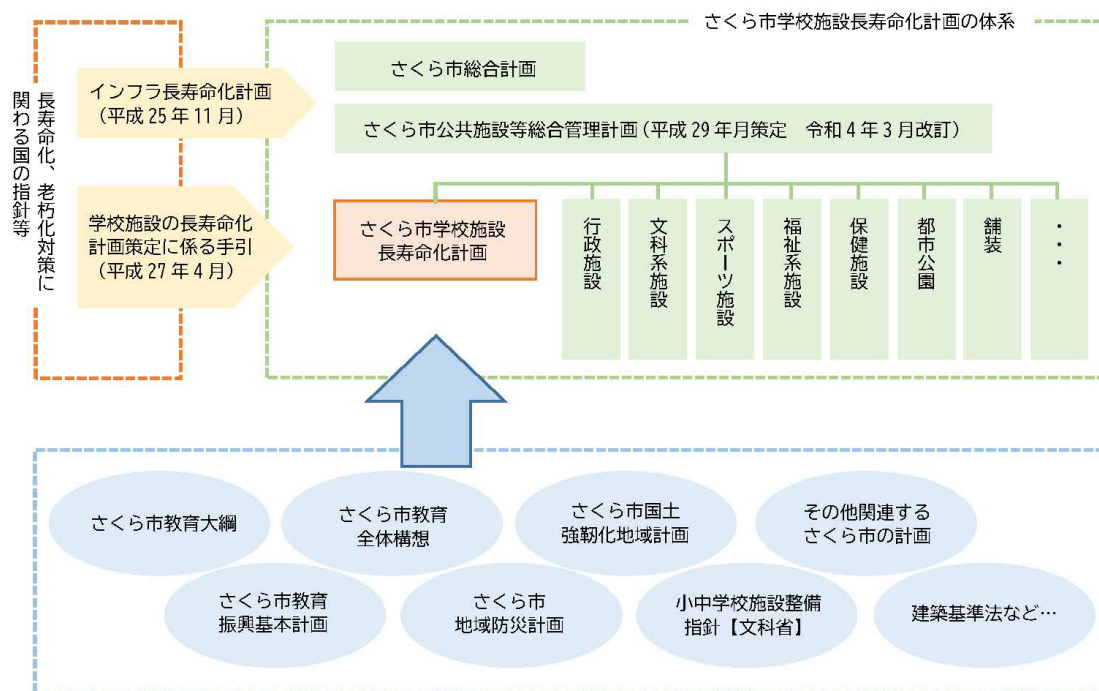 さくら市学校施設長寿命化計画の体系
長寿命化、老朽化対策に
関わる国の指針等
インフラ長寿命化計画
(平成25年11月)
学校施設の長寿命化
計画策定に係る手引
(平成27年4月)
さくら市総合計画
さくら市公共施設等総合管理計画(平成29年月策定　令和4年3月改訂)
さくら市学校施設
長寿命化計画
行政施設
文科系施設
スポーツ施設
福祉系施設
保健施設
都市公園
舗装
・・・
さくら市教育大綱
さくら市教育
全体構想
さくら市国土
強靭化地域計画
その他関連する
さくら市の計画
さくら市教育
振興基本計画
さくら市
地域防災計画
小中学校施設整備
指針【文科省】
建築基準法など…